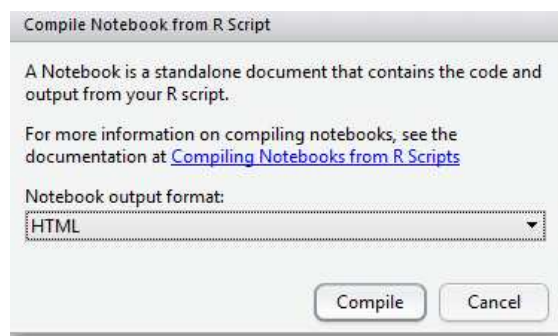 Compile Notebook from R Script
A Notebook is a standalone document that contains the code and
output from your R script.
For more information on compiling notebooks, see the
documentation at Compiling Notebooks from R Scripts
Notebook output format:
HTML
Compile Cancel